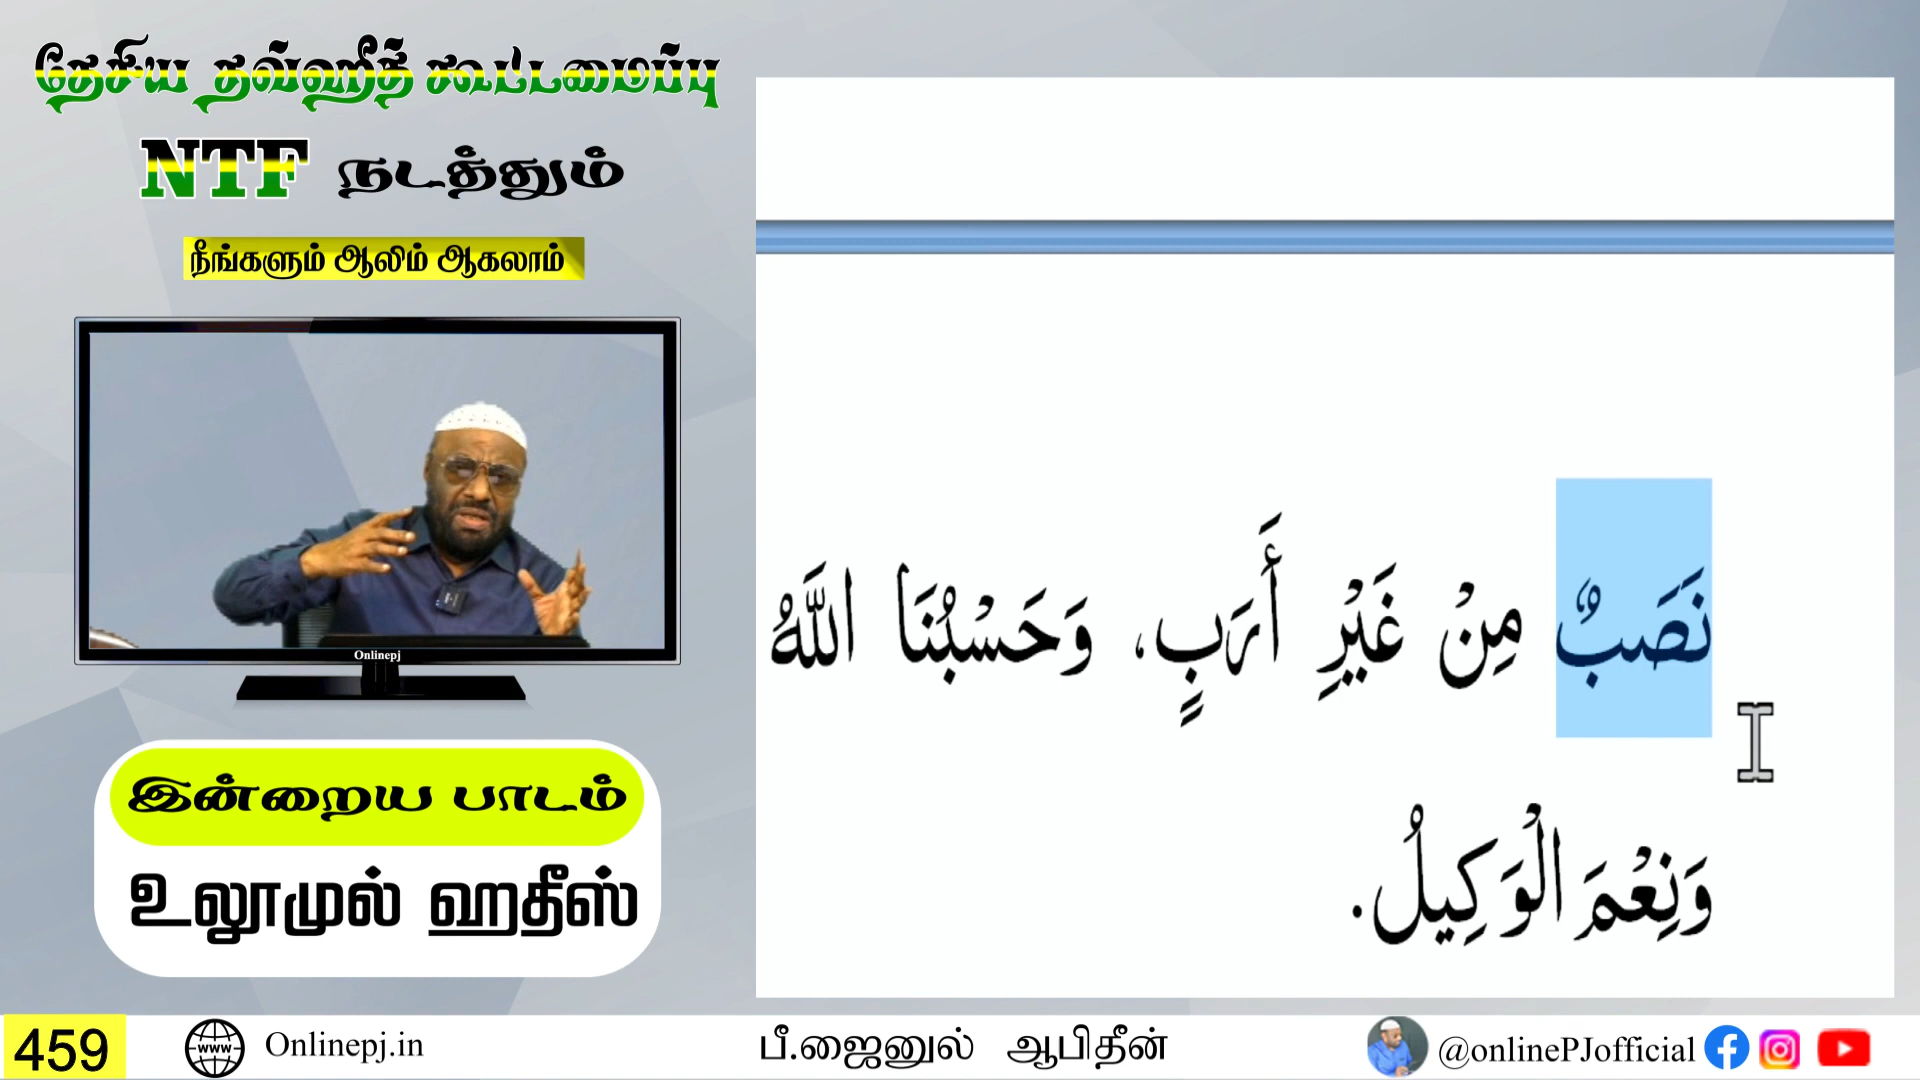 தேசிய தவ்ஹீத் கூட்டமைப்பு
NTF நடத்தும்
நீங்களும் ஆலிம் ஆகலாம்
Onlinepj
இன்றைய பாடம்
உலூமுல் ஹதீஸ்
نَصَبٌ مِنْ غَيْرِ أَرَبٍ، وَحَسْبُنَا اللَّهُ
وَنِعْمَ الْوَكِيلُ.
459
www
Onlinepj.in
பீ.ஜைனுல் ஆபிதீன்
@onlinePJofficial